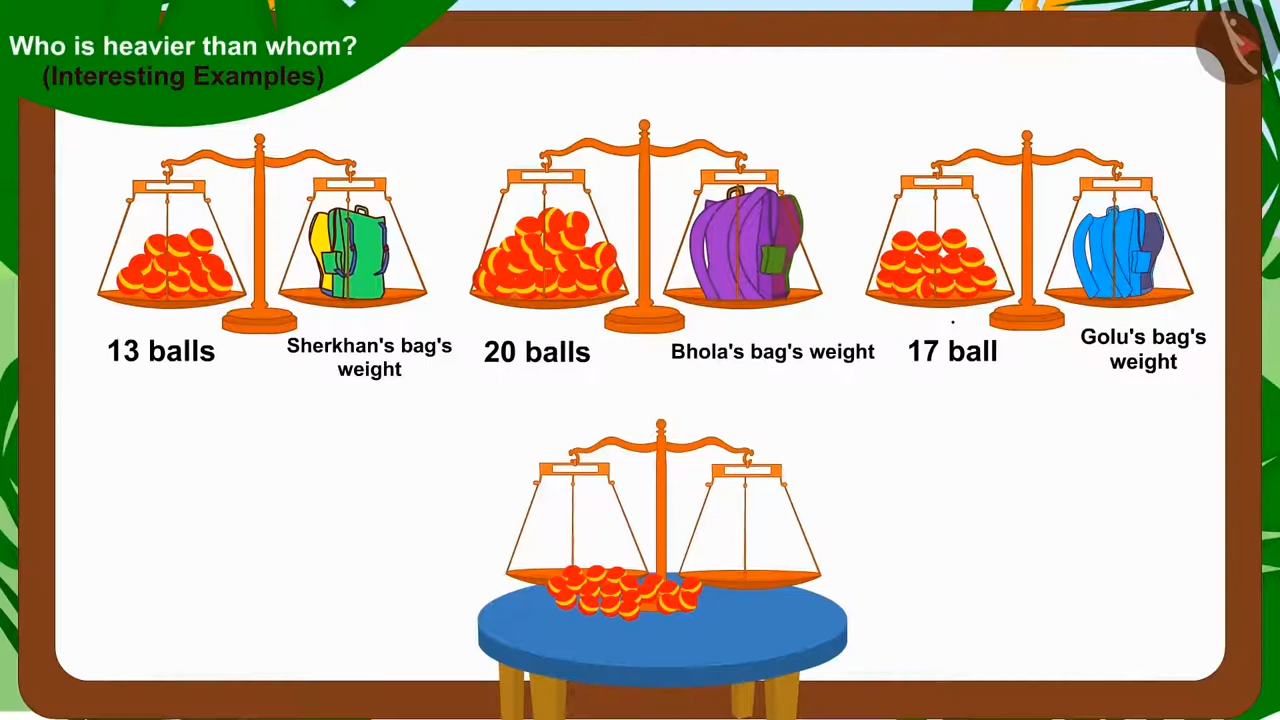 Who is heavier than whom?
(Interesting Examples)
13 balls
Sherkhan's bag's
weight
20 balls
Bhola's bag's weight
17 ball
Golu's bag's
weight